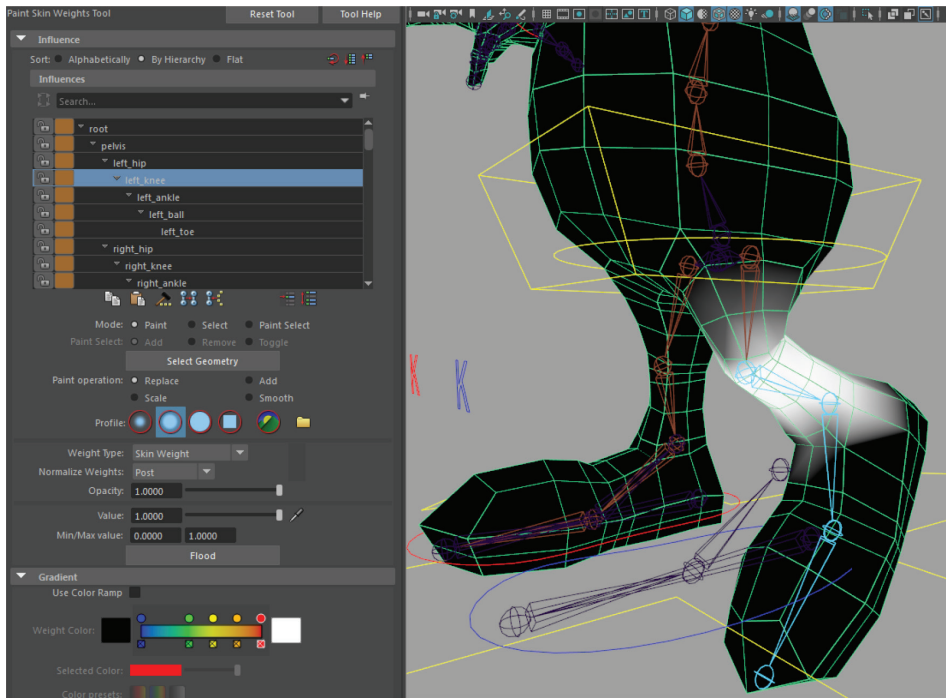 Paint Skin Weights Tool Reset Tool Tool Help
Influence
Sort: Alphabetically By Hierarchy Flat
Influences
Search...
root
pelvis
left_hip
left_knee
left_ankle
left_ball
left_toe
right_hip
right_knee
right_ankle
Mode: Paint Select Paint Select
Paint Select: Add Remove Toggle
Select Geometry
Paint operation: Replace Add
Scale Smooth
Profile:
Weight Type: Skin Weight
Normalize Weights: Post
Opacity: 1.0000
Value: 1.0000
Min/Max value: 0.0000 1.0000
Flood
Gradient
Use Color Ramp
Weight Color:
Selected Color:
Color presets:
K K